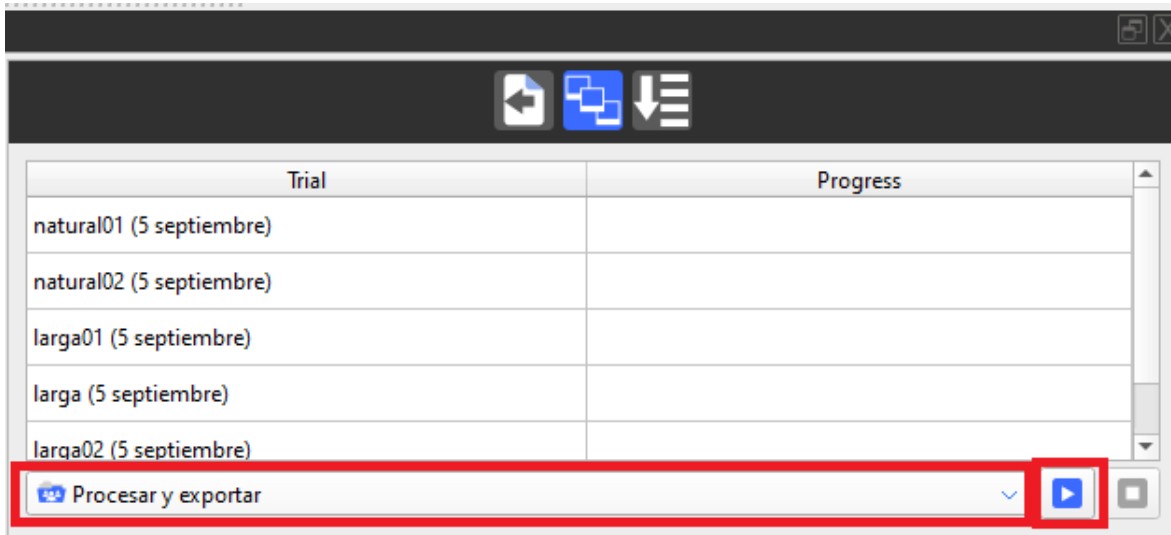 Trial Progress
natural01 (5 septiembre)
natural02 (5 septiembre)
larga01 (5 septiembre)
larga (5 septiembre)
larga02 (5 septiembre)
Procesar y exportar